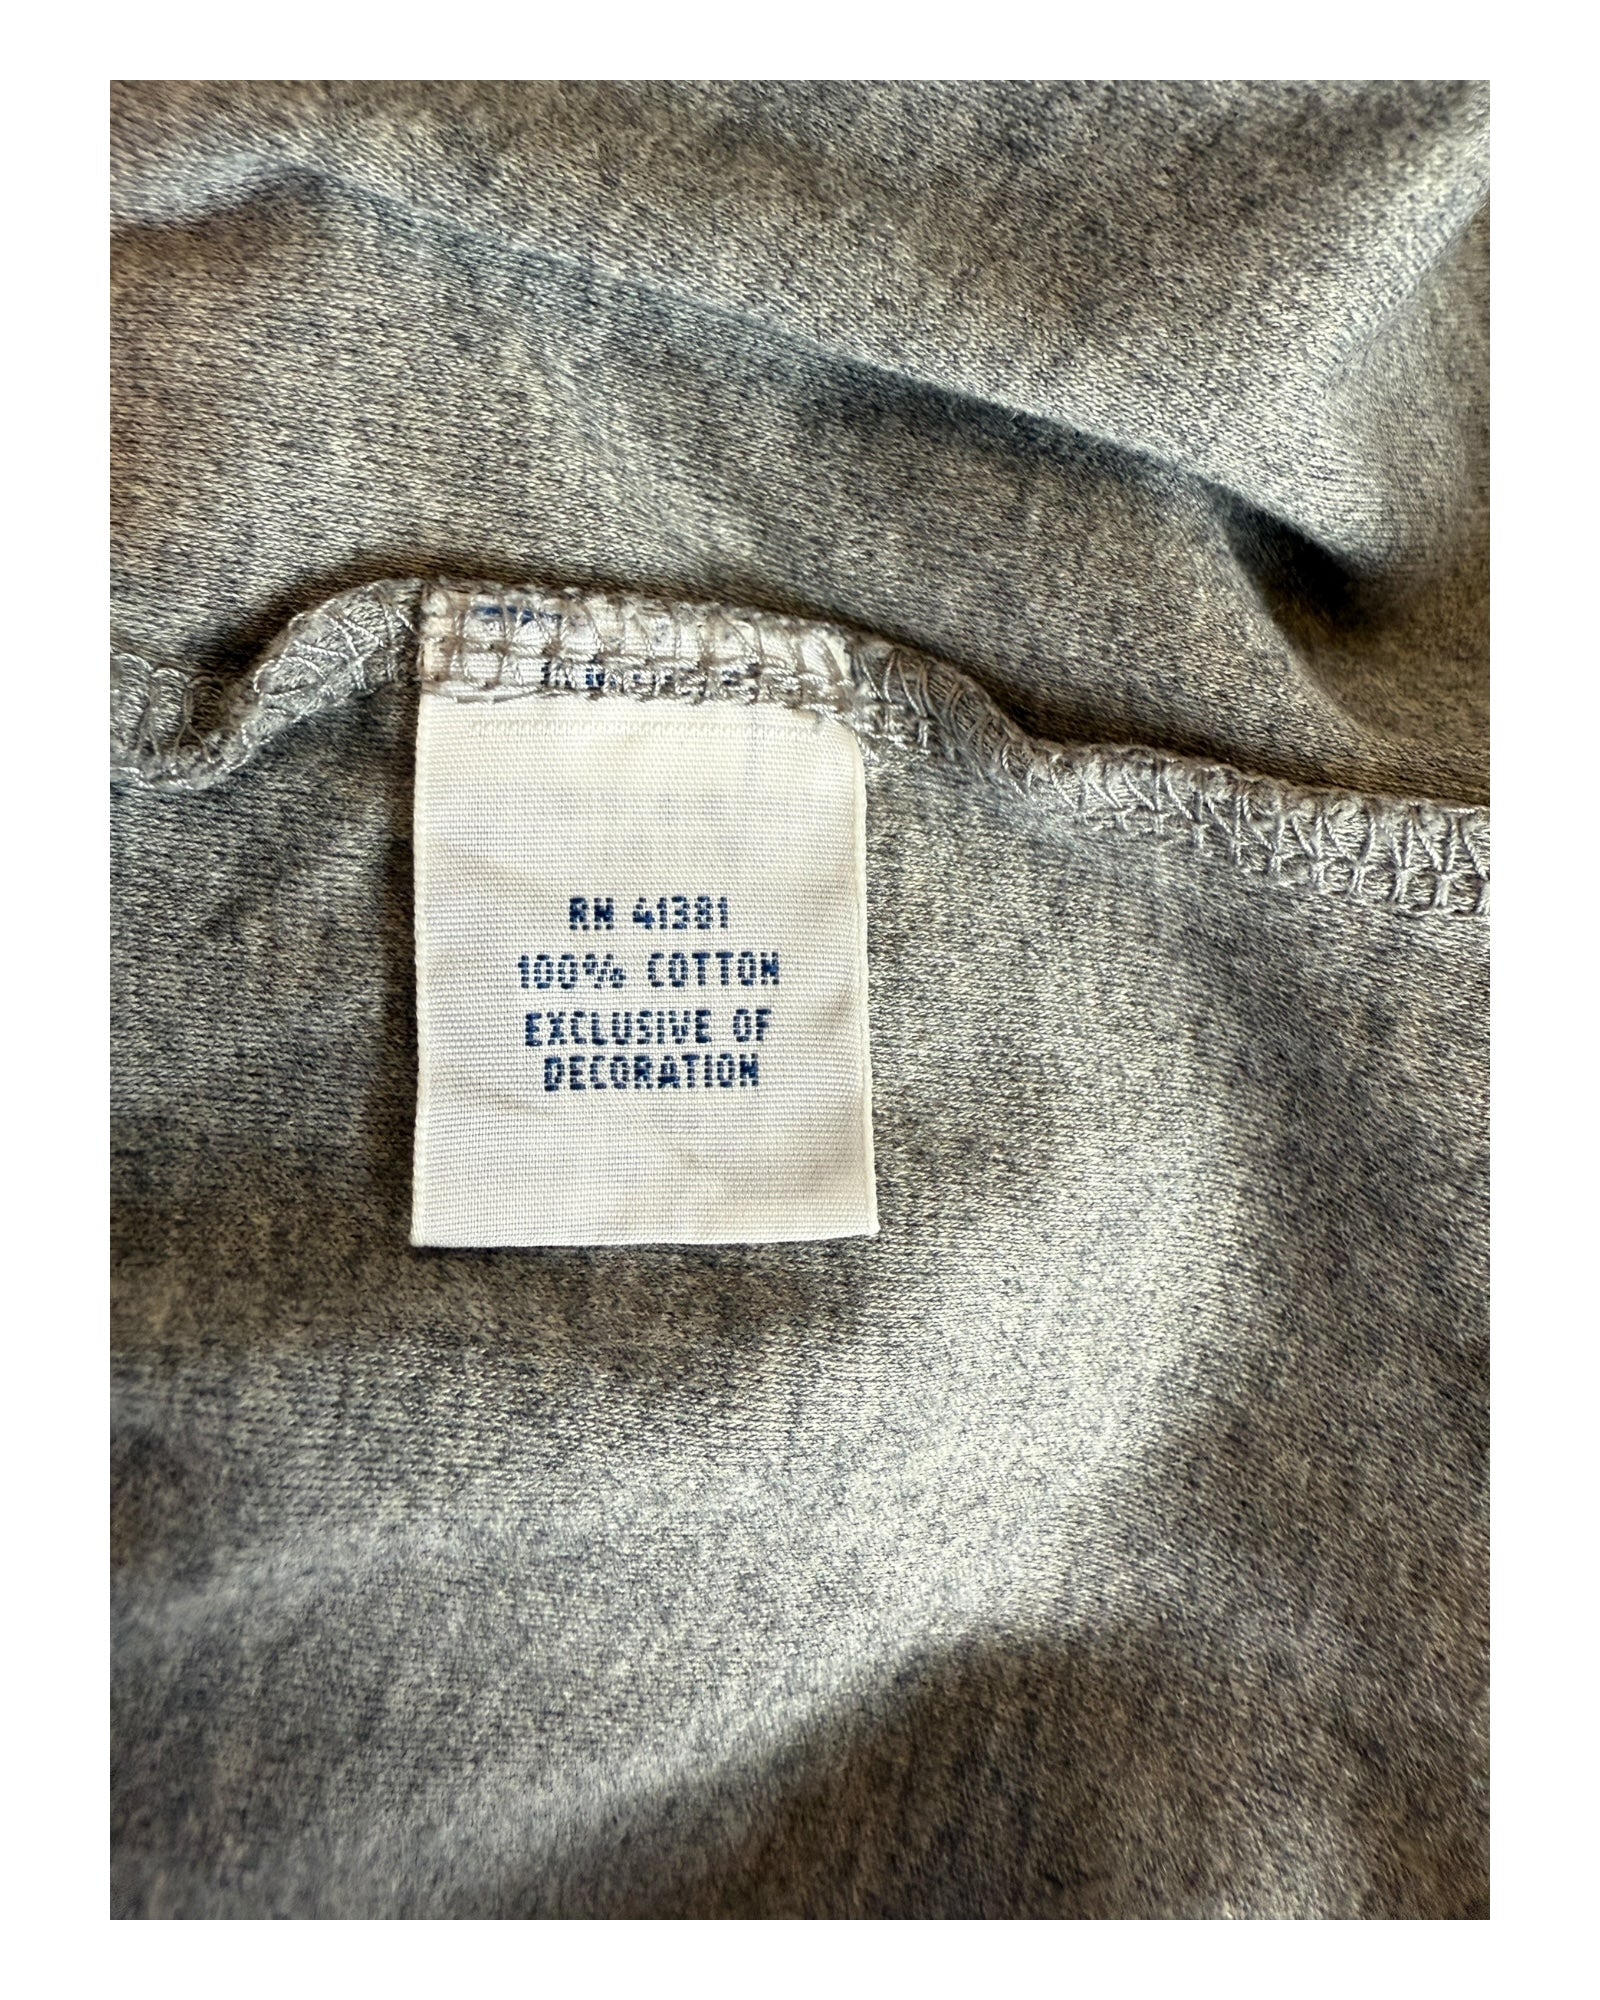 RN 41381
100% COTTON
EXCLUSIVE OF
DECORATION